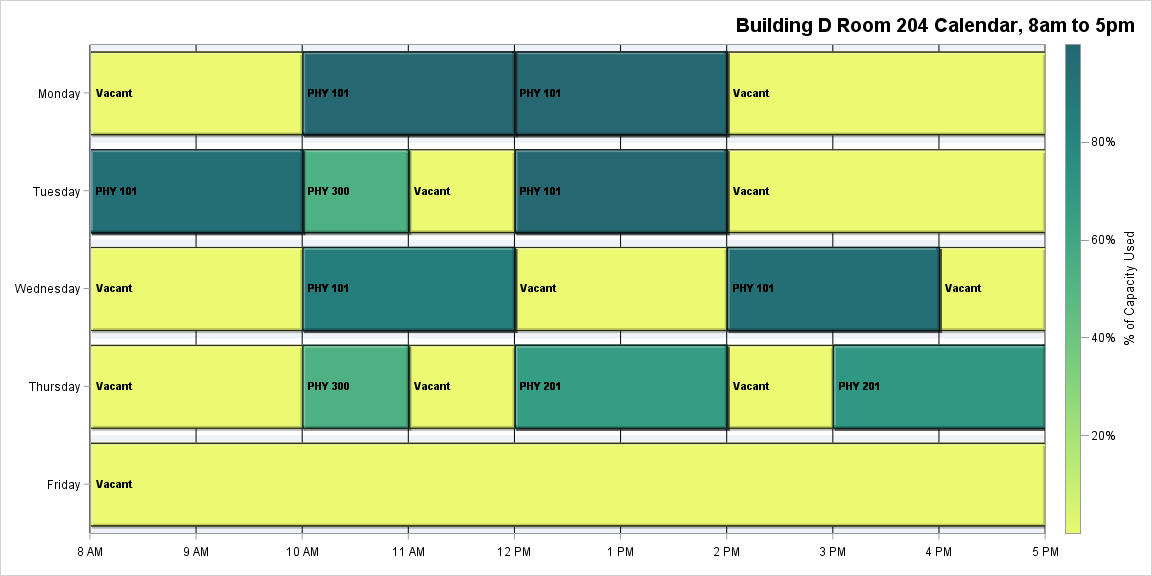 Building D Room 204 Calendar, 8am to 5pm
Monday
Vacant
PHY 101
PHY 101
Vacant
Tuesday
PHY 101
PHY 300
Vacant
PHY 101
Vacant
Wednesday
Vacant
PHY 101
Vacant
PHY 101
Vacant
Thursday
Vacant
PHY 300
Vacant
PHY 201
Vacant
PHY 201
Friday
Vacant
8 AM
9 AM
10 AM
11 AM
12 PM
1 PM
2 PM
3 PM
4 PM
5 PM
80%
60%
40%
20%
% of Capacity Used